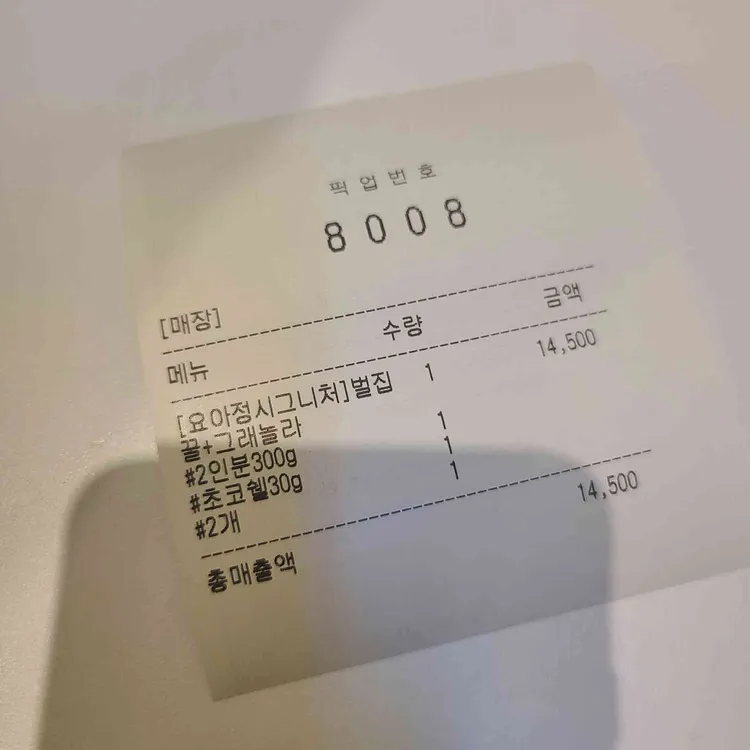 픽업번호
8008
[매장]
메뉴 수량 금액
[요아정시그니처]벌집 1 14,500
꿀+그래놀라
#2인분300g 1
#초코쉘30g 1
#2개 1
총매출액 14,500